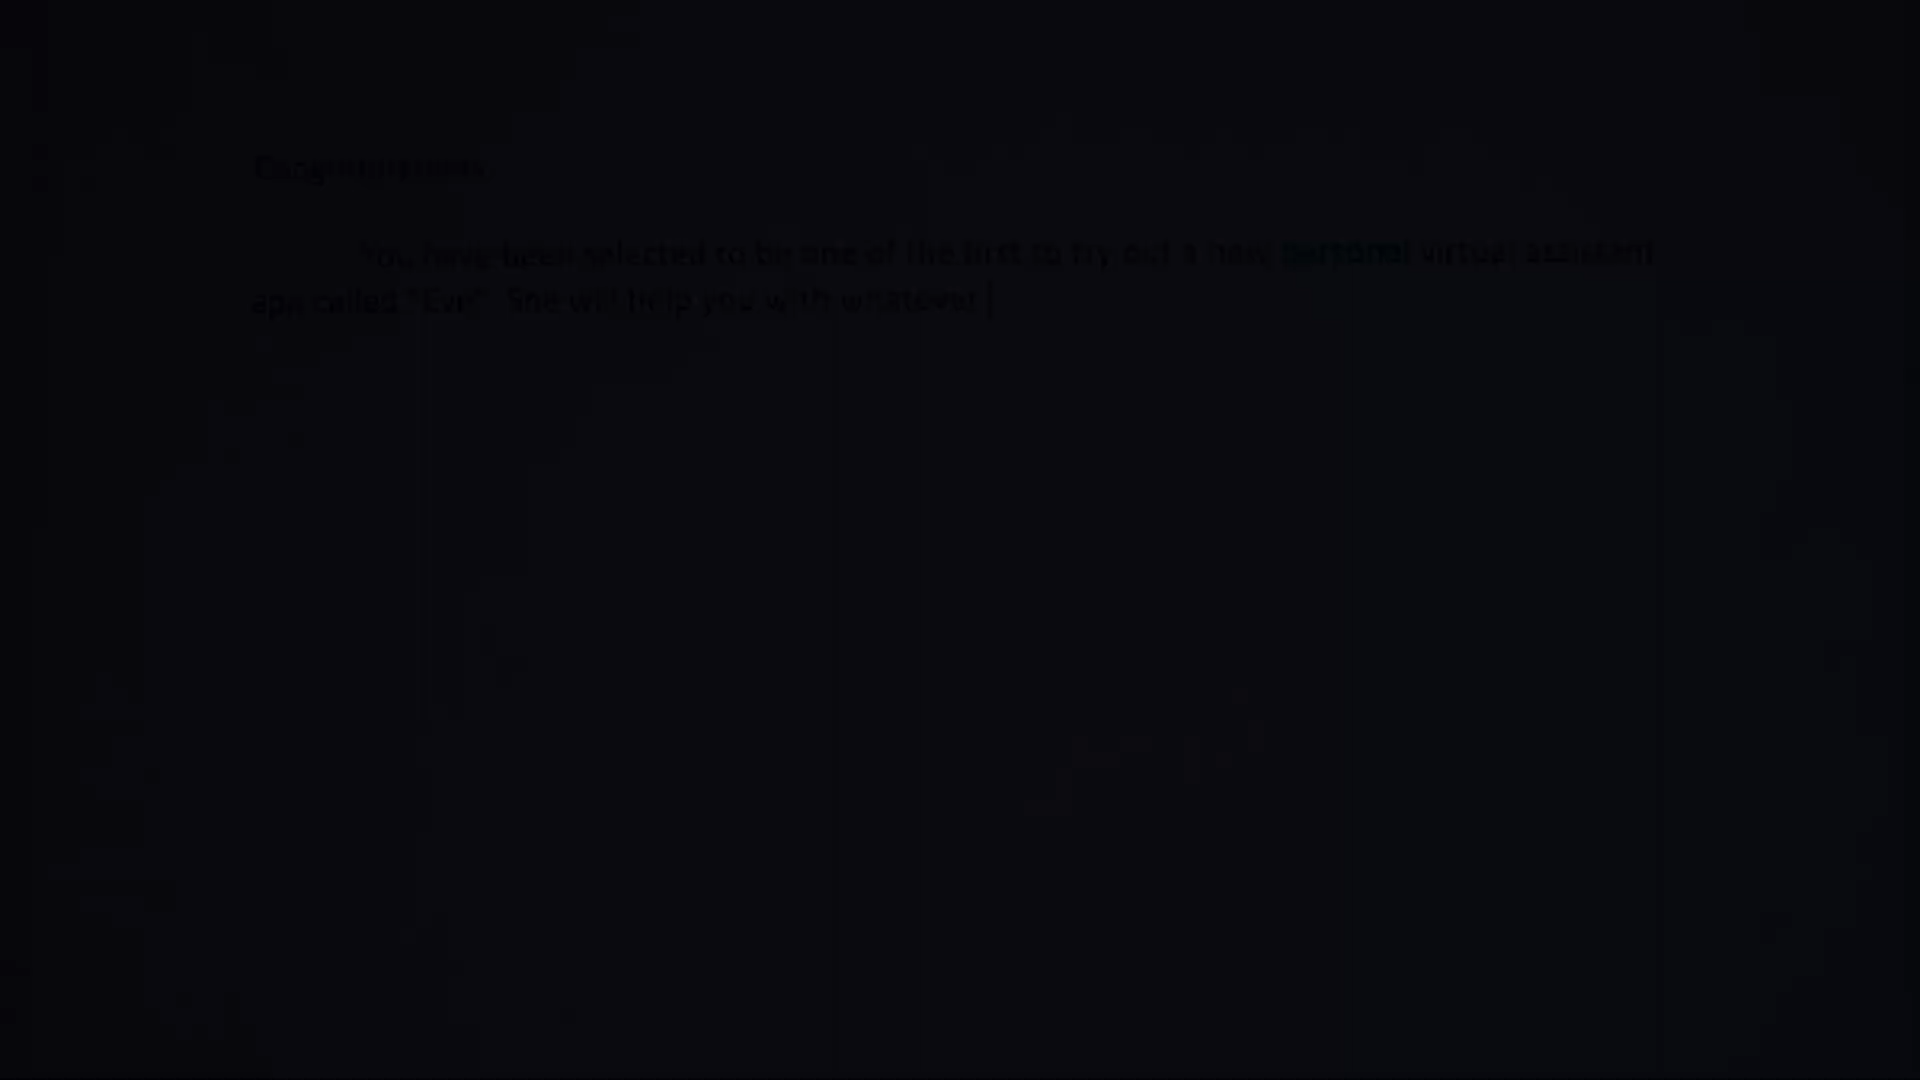 Congratulations,
You have been selected to be one of the first to try out a new personal virtual assistant
app called "Eve". She will help you with whatever